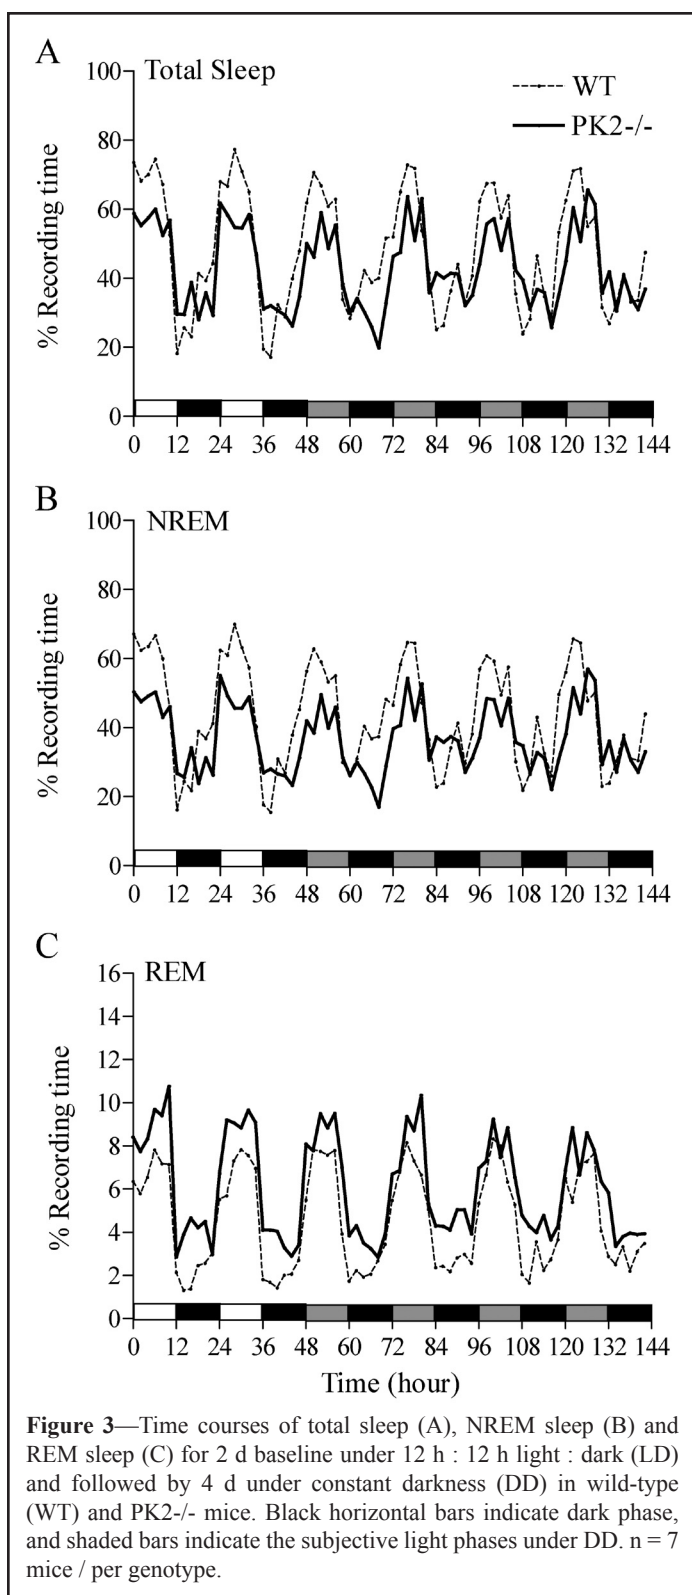 A
Total Sleep
WT
PK2-/-
% Recording time
100
80
60
40
20
0
0 12 24 36 48 60 72 84 96 108 120 132 144
B
NREM
% Recording time
100
80
60
40
20
0
0 12 24 36 48 60 72 84 96 108 120 132 144
C
REM
% Recording time
16
14
12
10
8
6
4
2
0
0 12 24 36 48 60 72 84 96 108 120 132 144
Time (hour)
Figure 3—Time courses of total sleep (A), NREM sleep (B) and
REM sleep (C) for 2 d baseline under 12 h : 12 h light : dark (LD)
and followed by 4 d under constant darkness (DD) in wild-type
(WT) and PK2-/- mice. Black horizontal bars indicate dark phase,
and shaded bars indicate the subjective light phases under DD. n = 7
mice / per genotype.